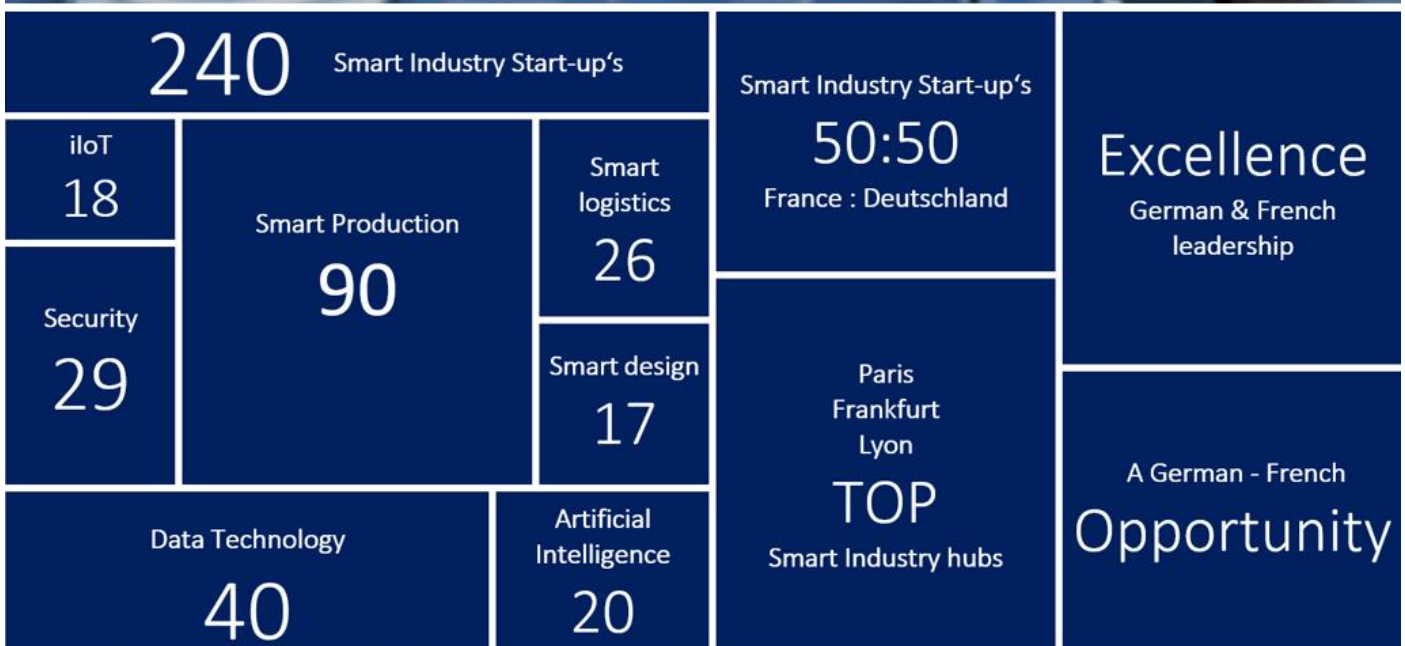 240 Smart Industry Start-up‘s
iIoT
18
Security
29
Smart Production
90
Smart
logistics
26
Smart design
17
Data Technology
40
Artificial
Intelligence
20
Smart Industry Start-up‘s
50:50
France : Deutschland
Paris
Frankfurt
Lyon
TOP
Smart Industry hubs
Excellence
German & French
leadership
A German - French
Opportunity